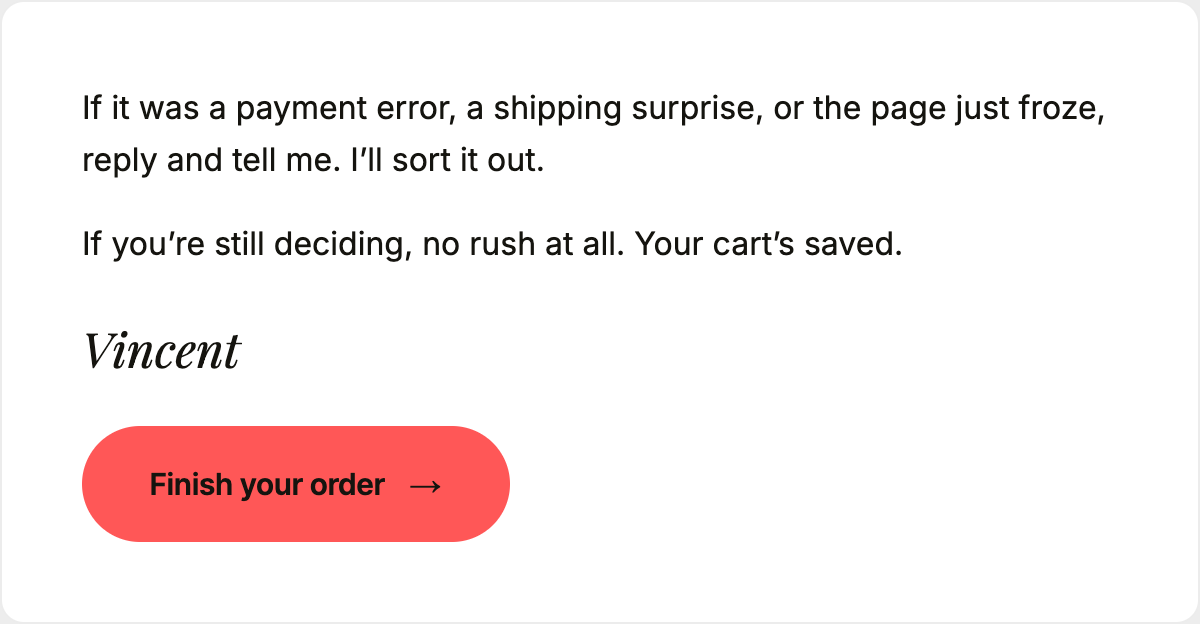 If it was a payment error, a shipping surprise, or the page just froze,
reply and tell me. I’ll sort it out.
If you’re still deciding, no rush at all. Your cart’s saved.
Vincent
Finish your order →